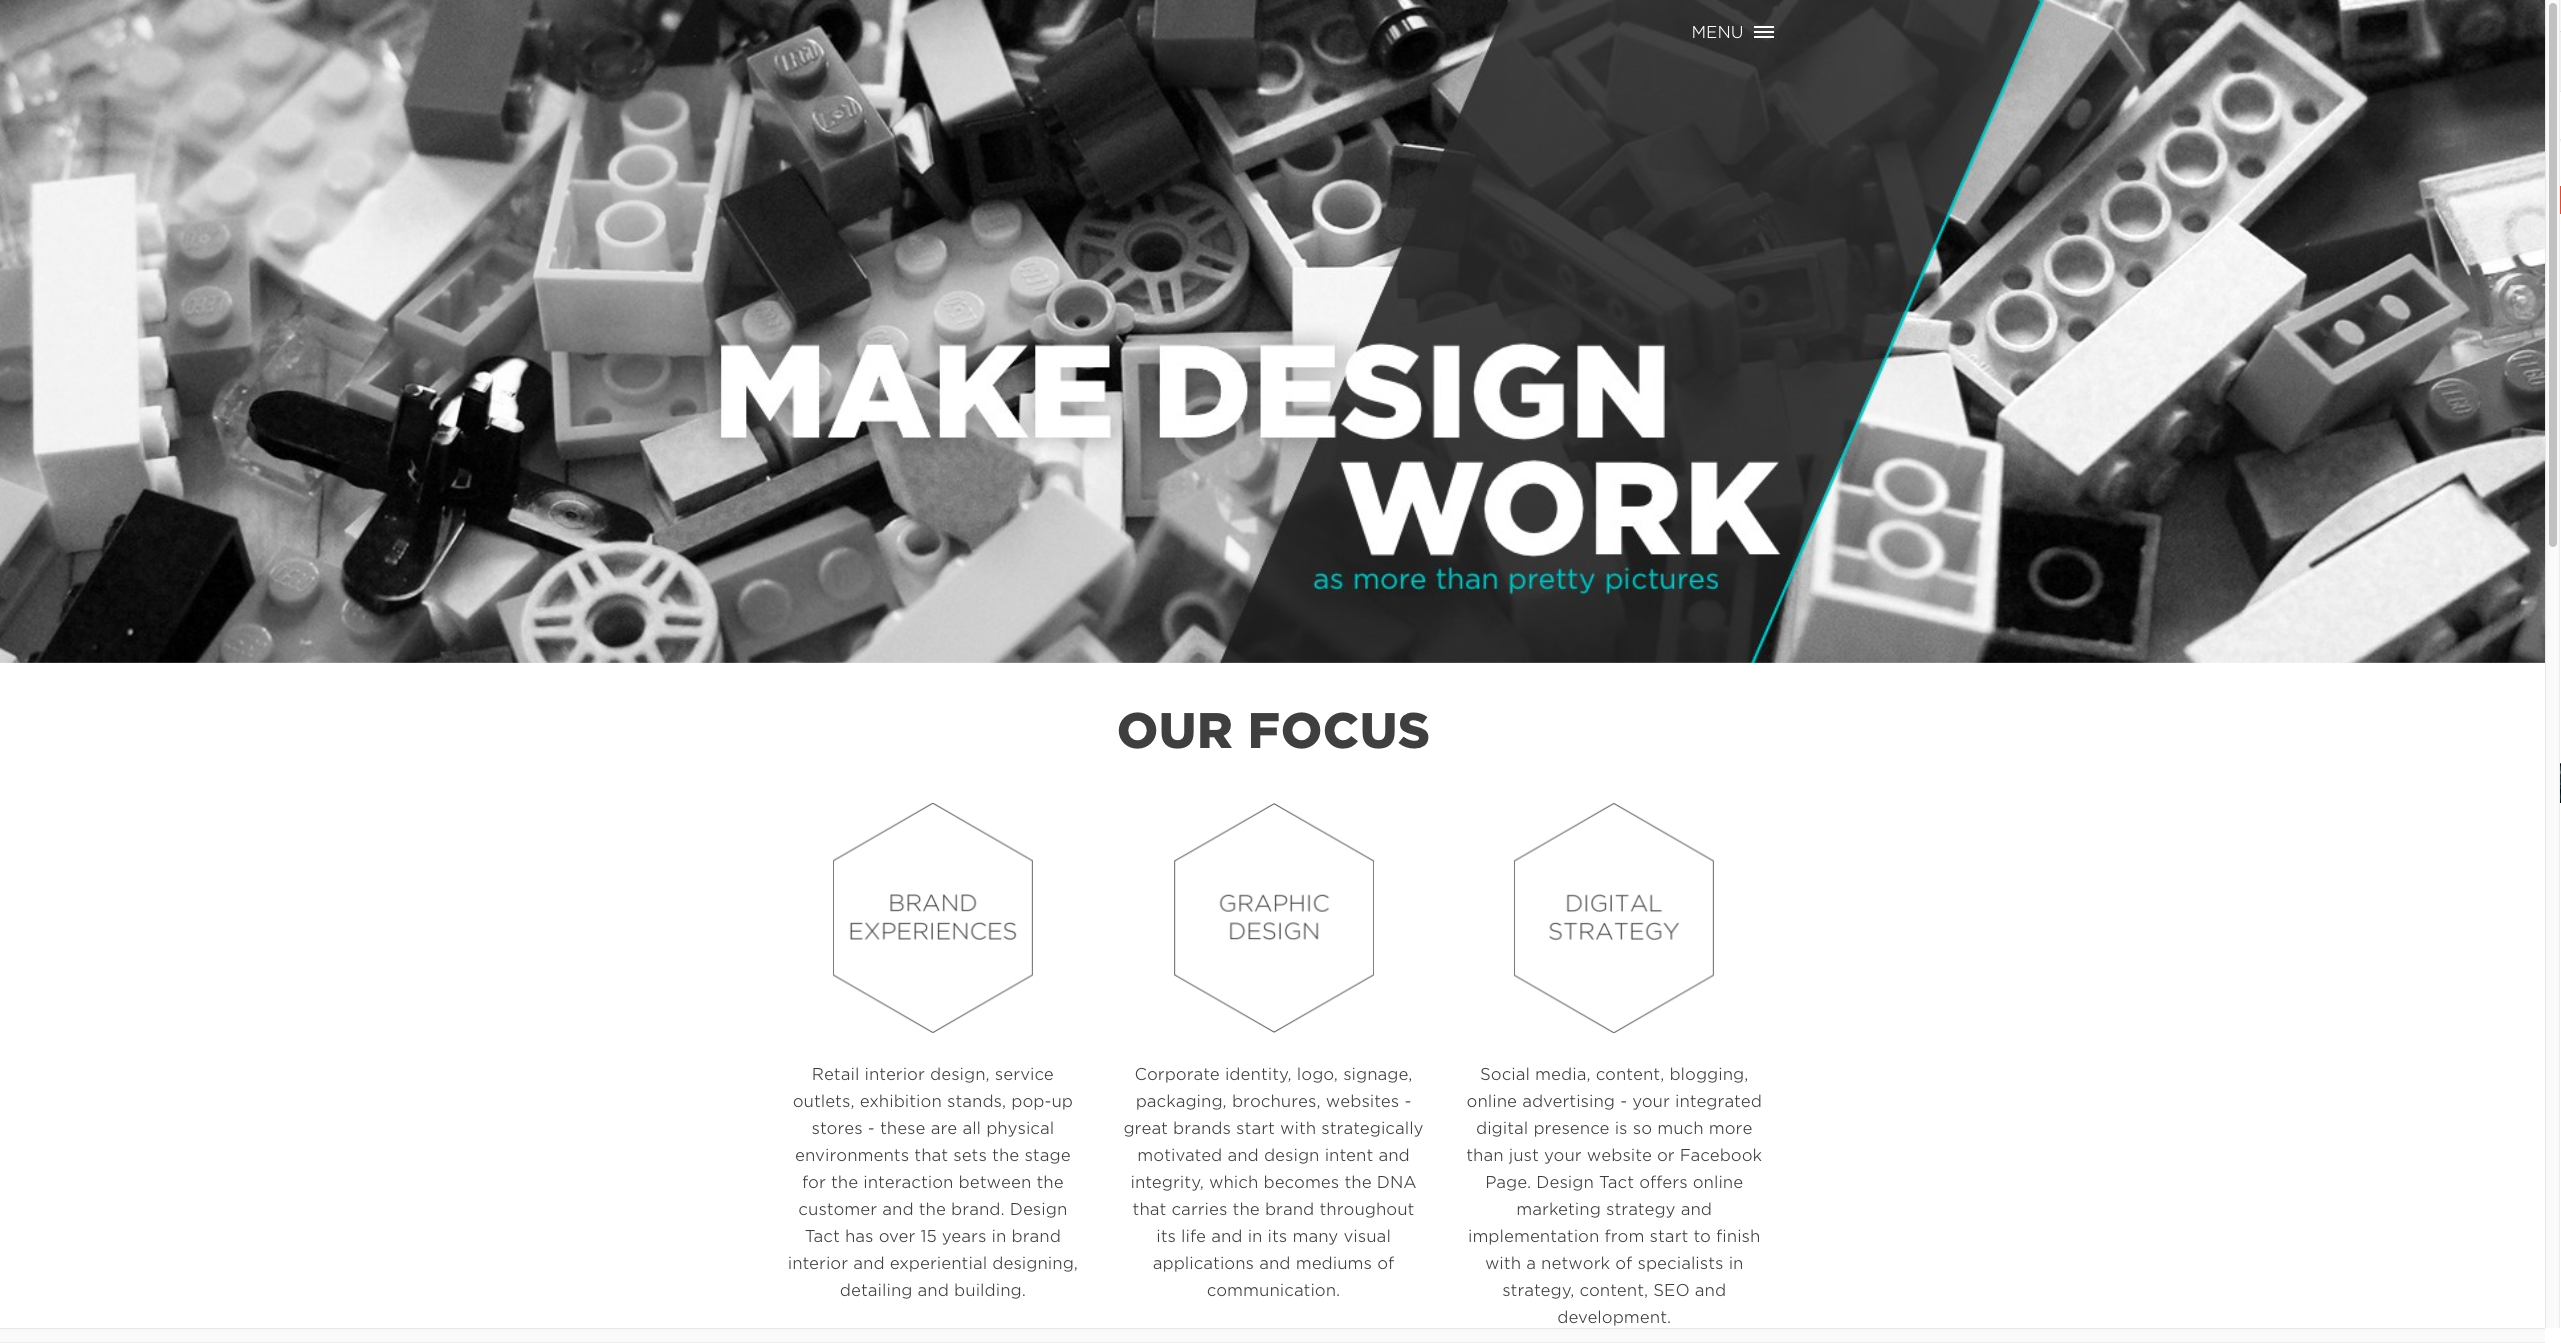 MENU
MAKE DESIGN
WORK
as more than pretty pictures
OUR FOCUS
BRAND
EXPERIENCES
Retail interior design, service
outlets, exhibition stands, pop-up
stores - these are all physical
environments that sets the stage
for the interaction between the
customer and the brand. Design
Tact has over 15 years in brand
interior and experiential designing,
detailing and building.
GRAPHIC
DESIGN
Corporate identity, logo, signage,
packaging, brochures, websites -
great brands start with strategically
motivated and design intent and
integrity, which becomes the DNA
that carries the brand throughout
its life and in its many visual
applications and mediums of
communication.
DIGITAL
STRATEGY
Social media, content, blogging,
online advertising - your integrated
digital presence is so much more
than just your website or Facebook
Page. Design Tact offers online
marketing strategy and
implementation from start to finish
with a network of specialists in
strategy, content, SEO and
development.